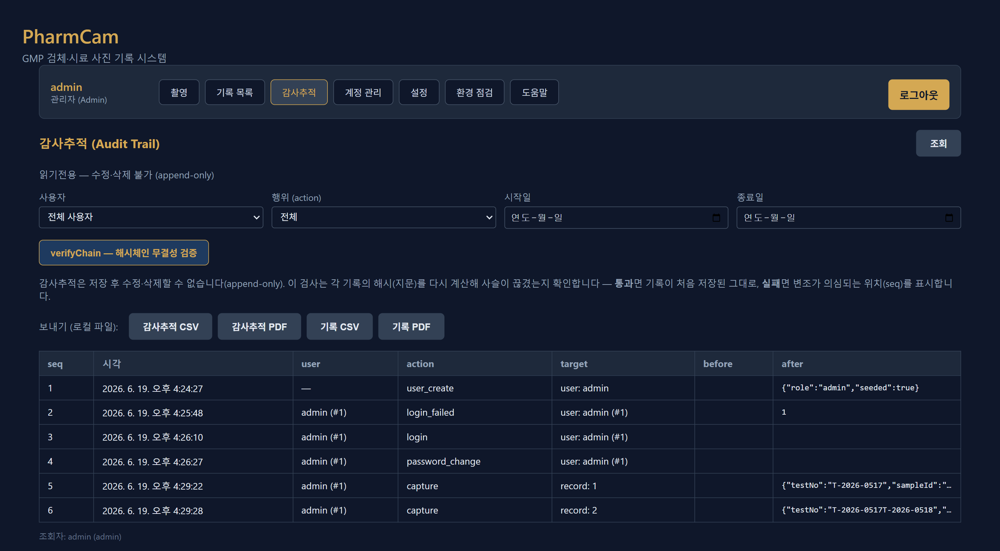 PharmCam
GMP 검체·시료 사진 기록 시스템
admin
관리자 (Admin)
촬영
기록 목록
감사추적
계정 관리
설정
환경 점검
도움말
로그아웃
감사추적 (Audit Trail)
조회
읽기전용 — 수정·삭제 불가 (append-only)
사용자
행위 (action)
시작일
종료일
전체 사용자
전체
연도-월-일
연도-월-일
verifyChain — 해시체인 무결성 검증
감사추적은 저장 후 수정·삭제할 수 없습니다(append-only). 이 검사는 각 기록의 해시(지문)를 다시 계산해 사슬이 끊겼는지 확인합니다 — 통과면 기록이 처음 저장된 그대로, 실패면 변조가 의심되는 위치(seq)를 표시합니
다.
보내기 (로컬 파일):
감사추적 CSV
감사추적 PDF
기록 CSV
기록 PDF
seq 시각 user action target before after
1 2026. 6. 19. 오후 4:24:27 — user_create user: admin {"role":"admin","seeded":true}
2 2026. 6. 19. 오후 4:25:48 admin (#1) login_failed user: admin (#1) 1
3 2026. 6. 19. 오후 4:26:10 admin (#1) login user: admin (#1)
4 2026. 6. 19. 오후 4:26:27 admin (#1) password_change user: admin (#1)
5 2026. 6. 19. 오후 4:29:22 admin (#1) capture record: 1 {"testNo":"T-2026-0517","sampleId":"…
6 2026. 6. 19. 오후 4:29:28 admin (#1) capture record: 2 {"testNo":"T-2026-0517T-2026-0518","…
조회자: admin (admin)